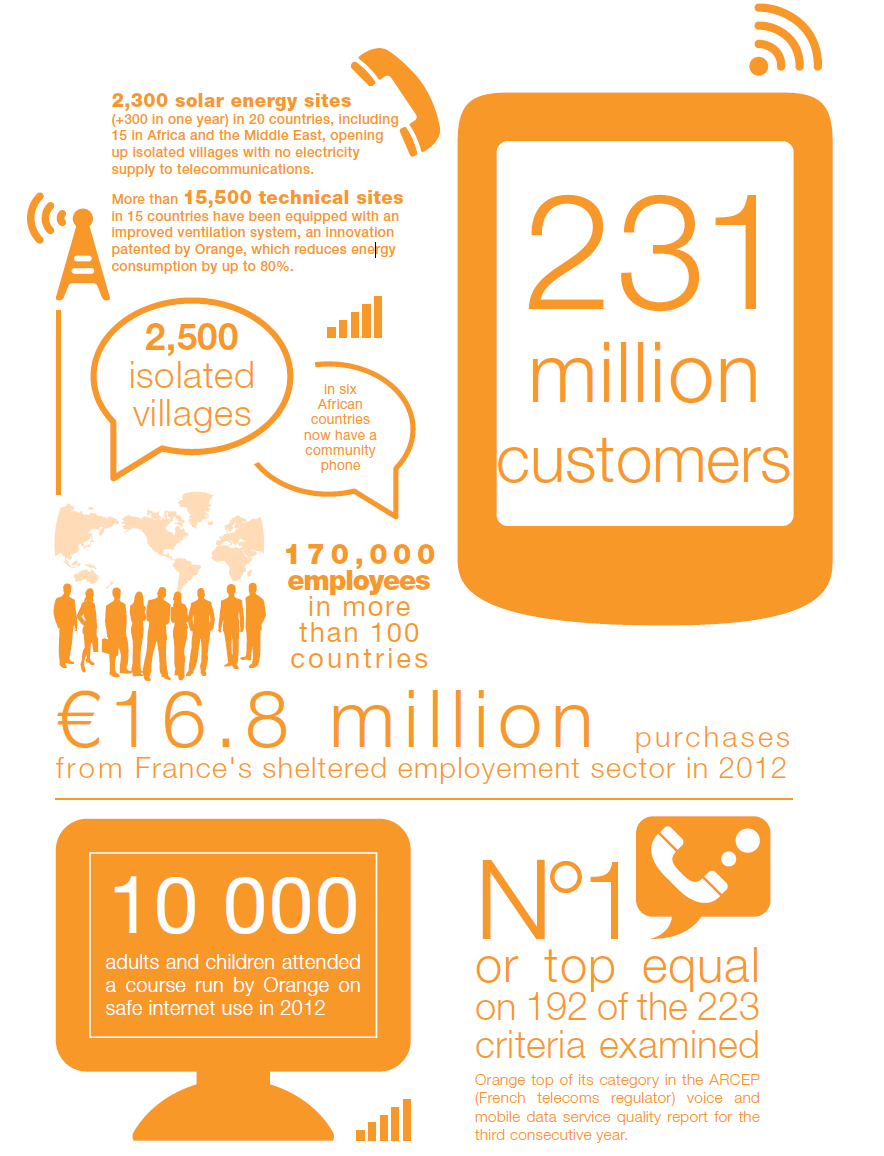 2,300 solar energy sites
(+300 in one year) in 20 countries, including
15 in Africa and the Middle East, opening
up isolated villages with no electricity
supply to telecommunications.
More than 15,500 technical sites
in 15 countries have been equipped with an
improved ventilation system, an innovation
patented by Orange, which reduces energy
consumption by up to 80%.
231
million
customers
2,500
isolated
villages
in six
African
countries
now have a
community
phone
170,000
employees
in more
than 100
countries
€16.8 million purchases
from France's sheltered employement sector in 2012
10 000
adults and children attended
a course run by Orange on
safe internet use in 2012
N°1
or top equal
on 192 of the 223
criteria examined
Orange top of its category in the ARCEP
(French telecoms regulator) voice and
mobile data service quality report for the
third consecutive year.